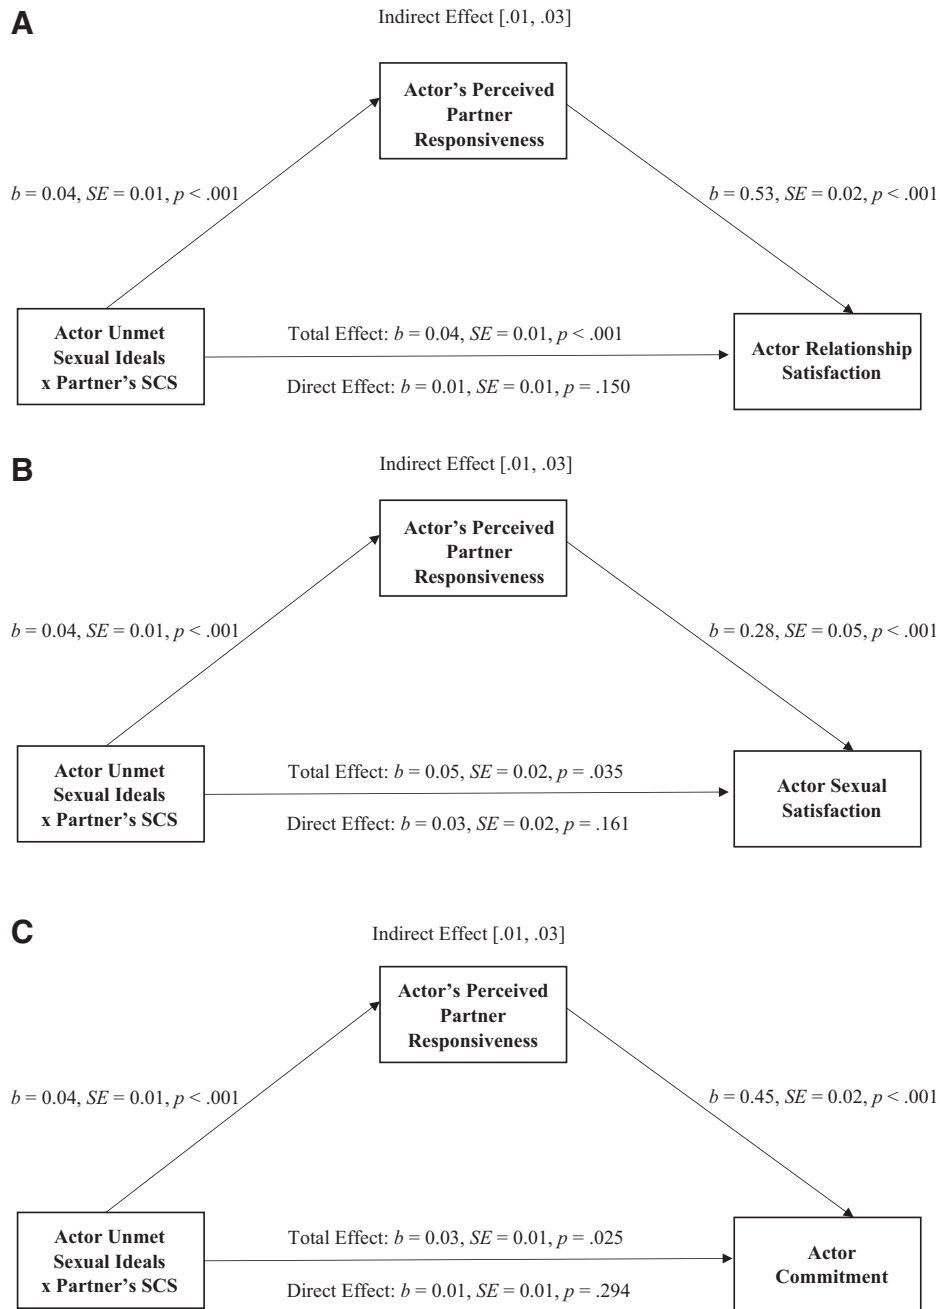 A
Indirect Effect [.01, .03]
Actor's Perceived
Partner
Responsiveness
b = 0.04, SE = 0.01, p < .001
b = 0.53, SE = 0.02, p < .001
Actor Unmet
Sexual Ideals
x Partner's SCS
Total Effect: b = 0.04, SE = 0.01, p < .001
Direct Effect: b = 0.01, SE = 0.01, p = .150
Actor Relationship
Satisfaction
B
Indirect Effect [.01, .03]
Actor's Perceived
Partner
Responsiveness
b = 0.04, SE = 0.01, p < .001
b = 0.28, SE = 0.05, p < .001
Actor Unmet
Sexual Ideals
x Partner's SCS
Total Effect: b = 0.05, SE = 0.02, p = .035
Direct Effect: b = 0.03, SE = 0.02, p = .161
Actor Sexual
Satisfaction
C
Indirect Effect [.01, .03]
Actor's Perceived
Partner
Responsiveness
b = 0.04, SE = 0.01, p < .001
b = 0.45, SE = 0.02, p < .001
Actor Unmet
Sexual Ideals
x Partner's SCS
Total Effect: b = 0.03, SE = 0.01, p = .025
Direct Effect: b = 0.01, SE = 0.01, p = .294
Actor
Commitment